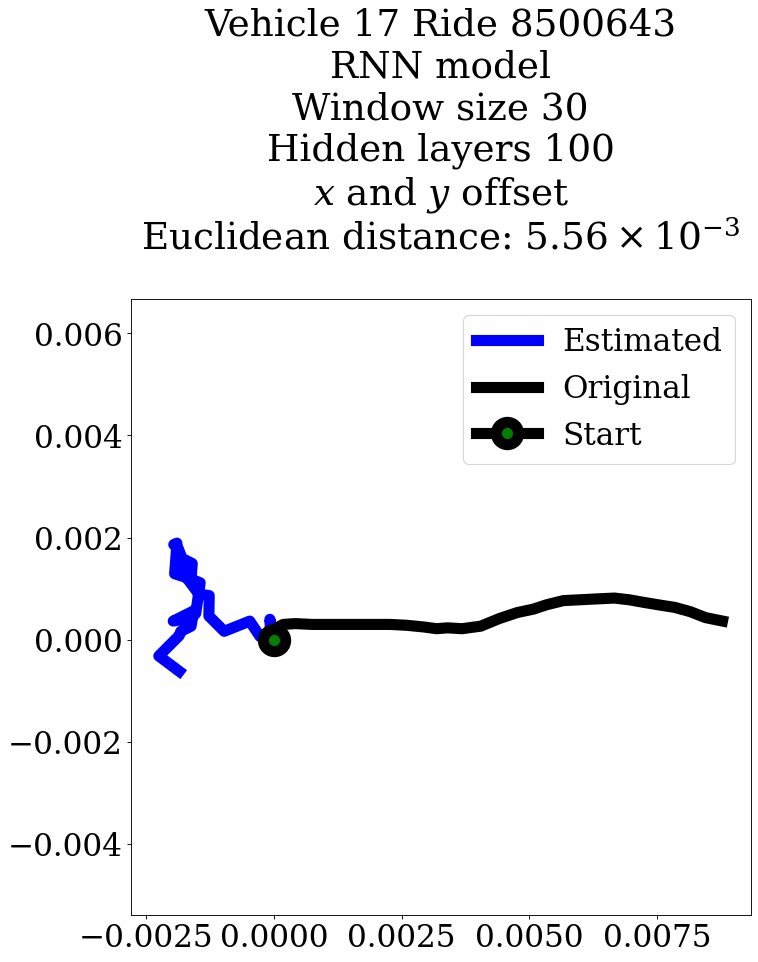 Vehicle 17 Ride 8500643
RNN model
Window size 30
Hidden layers 100
x and y offset
Euclidean distance: 5.56 × 10⁻³
Estimated
Original
Start
0.006
0.004
0.002
0.000
−0.002
−0.004
−0.0025 0.0000 0.0025 0.0050 0.0075